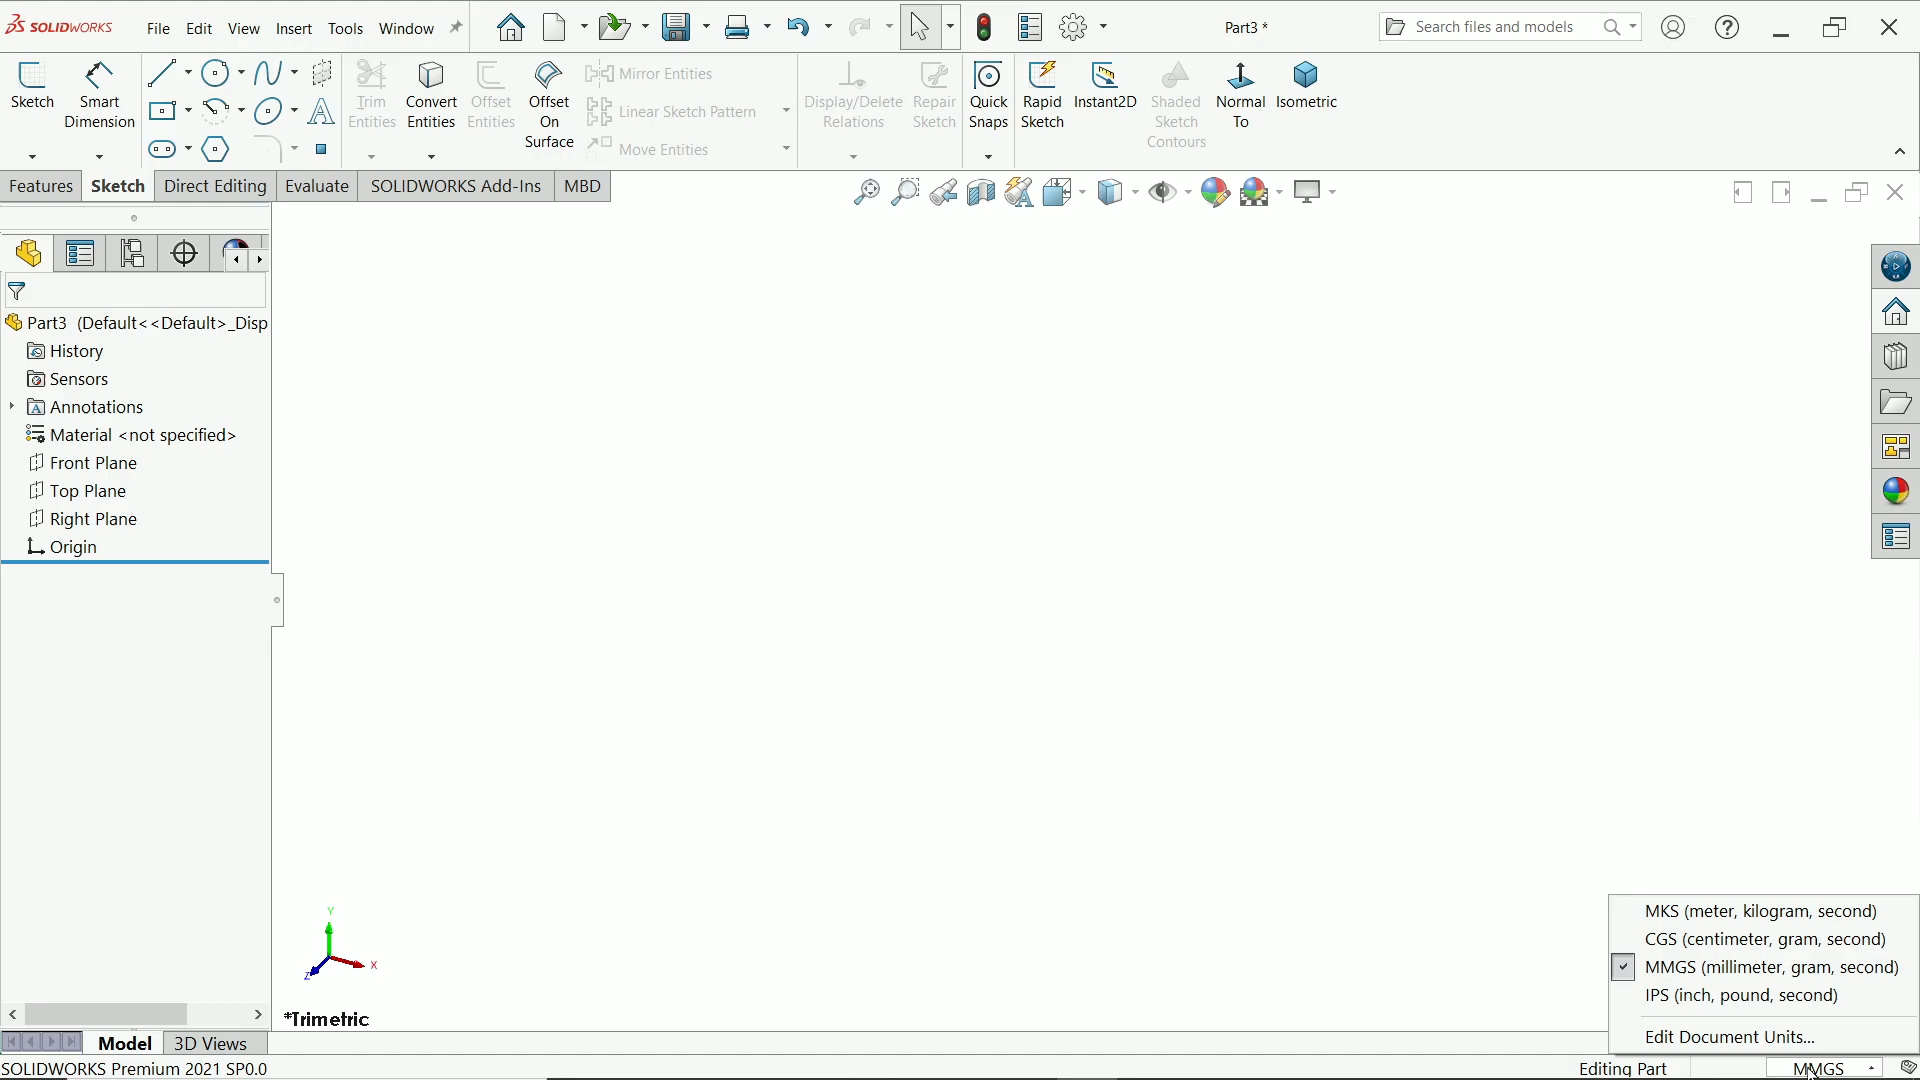 SOLIDWORKS File Edit View Insert Tools Window Part3 * Search files and models
Sketch
Smart Dimension
Trim Entities
Convert Entities
Offset Entities
Offset On Surface
Mirror Entities
Linear Sketch Pattern
Move Entities
Display/Delete Relations
Repair Sketch
Quick Snaps
Rapid Sketch
Instant2D
Shaded Sketch Contours
Normal To
Isometric
Features Sketch Direct Editing Evaluate SOLIDWORKS Add-Ins MBD
Part3 (Default<<Default>_Disp
History
Sensors
Annotations
Material <not specified>
Front Plane
Top Plane
Right Plane
Origin
Y
X
Z
*Trimetric
MKS (meter, kilogram, second)
CGS (centimeter, gram, second)
MMGS (millimeter, gram, second)
IPS (inch, pound, second)
Edit Document Units...
Model 3D Views
SOLIDWORKS Premium 2021 SP0.0 Editing Part MMGS